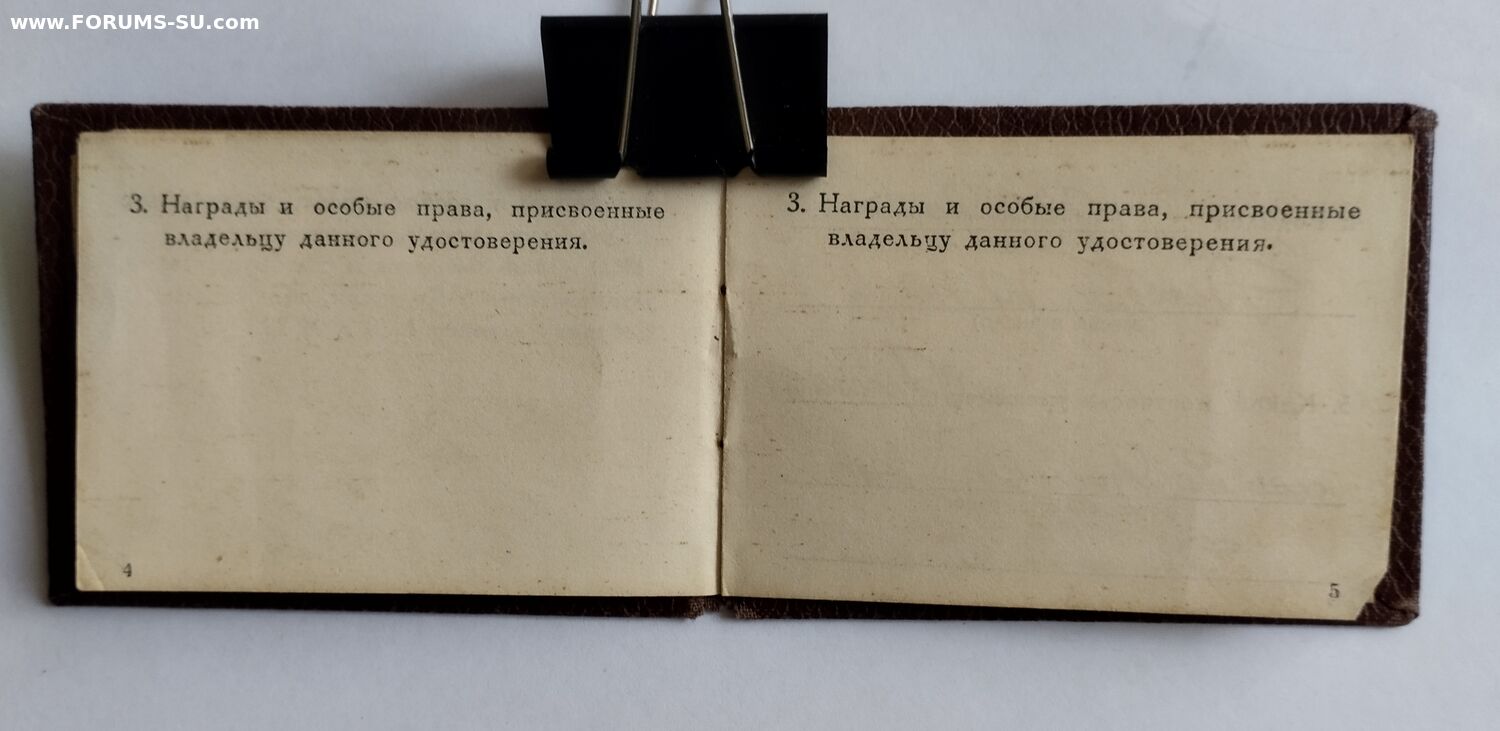 www.FORUMS-SU.com
3. Награды и особые права, присвоенные
владельцу данного удостоверения.
4
3. Награды и особые права, присвоенные
владельцу данного удостоверения.
5